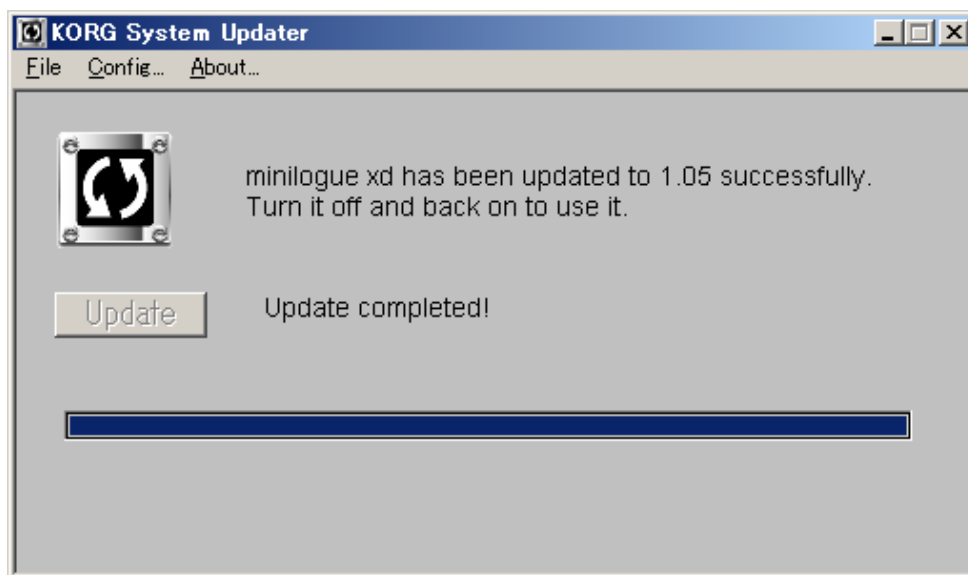 KORG System Updater
File Config... About...
minilogue xd has been updated to 1.05 successfully.
Turn it off and back on to use it.
Update Update completed!